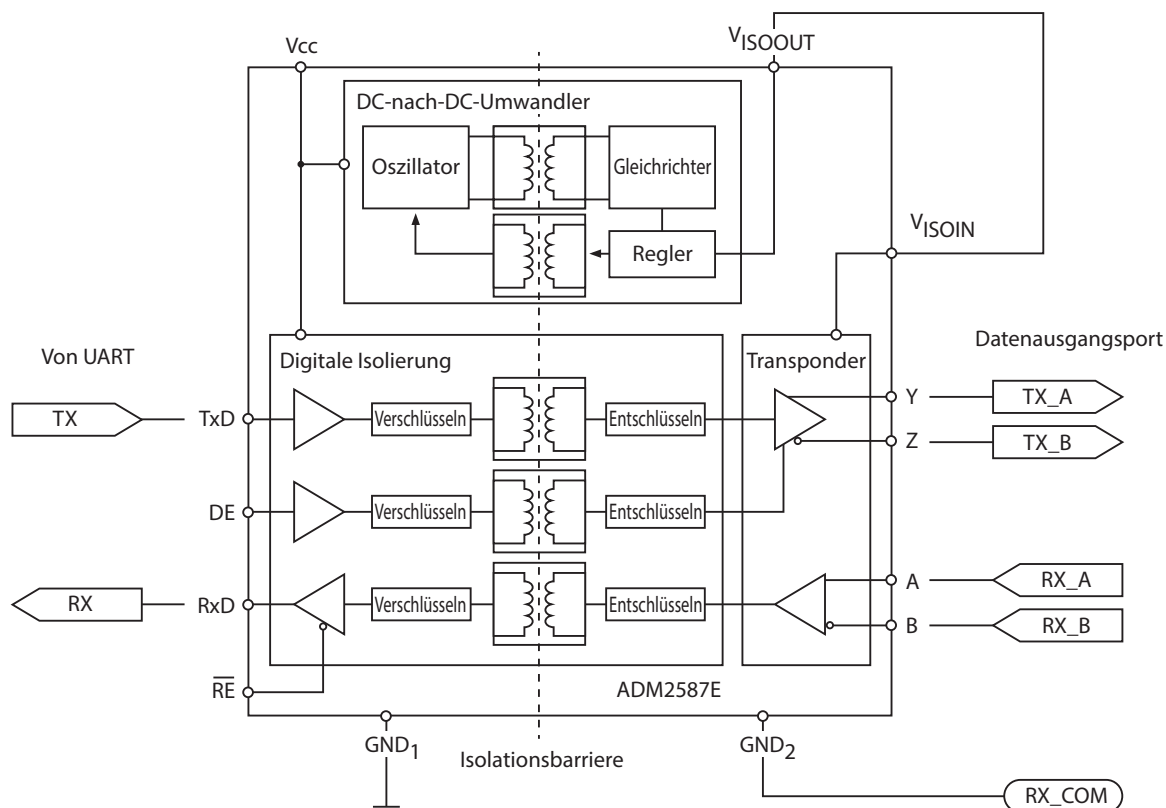 Vcc
VISOOUT
DC-nach-DC-Umwandler
Oszillator
Gleichrichter
Regler
VISOIN
Von UART
Digitale Isolierung
Transponder
Datenausgangsport
TX
TxD
Verschlüsseln
Entschlüsseln
Y
TX_A
Z
TX_B
DE
Verschlüsseln
Entschlüsseln
RX
RxD
Verschlüsseln
Entschlüsseln
A
RX_A
B
RX_B
RE
ADM2587E
GND1
Isolationsbarriere
GND2
RX_COM